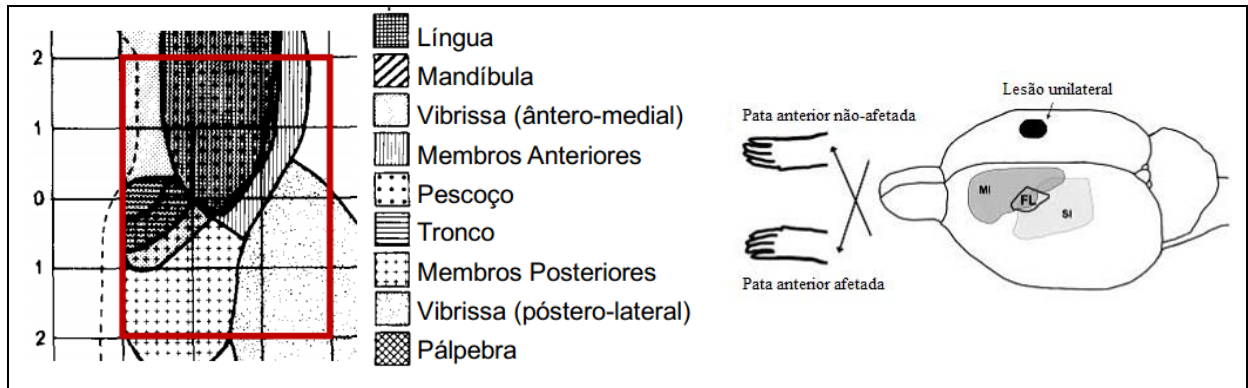 2
1
0
1
2
Língua
Mandíbula
Vibrissa (ântero-medial)
Membros Anteriores
Pescoço
Tronco
Membros Posteriores
Vibrissa (póstero-lateral)
Pálpebra
Lesão unilateral
Pata anterior não-afetada
MI
FL
SI
Pata anterior afetada